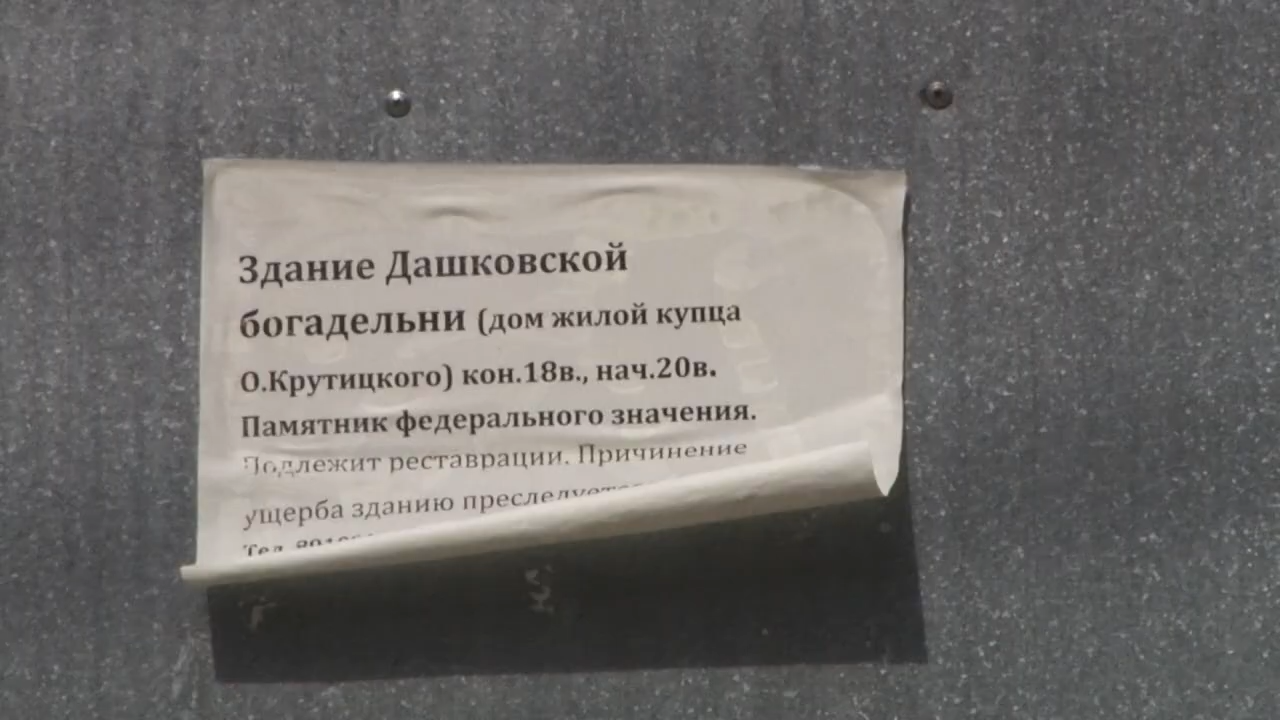 Здание Дашковской
богадельни (дом жилой купца
О.Крутицкого) кон.18в., нач.20в.
Памятник федерального значения.
Подлежит реставрации. Причинение
ущерба зданию
Тел.